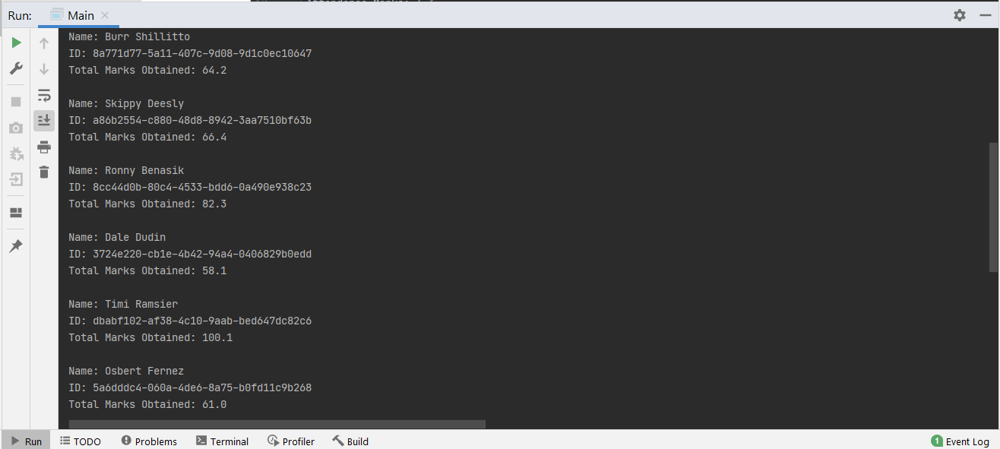 Run: Main
Name: Burr Shillitto
ID: 8a771d77-5a11-407c-9d08-9d1c0ec10647
Total Marks Obtained: 64.2
Name: Skippy Deesly
ID: a86b2554-c880-48d8-8942-3aa7510bf63b
Total Marks Obtained: 66.4
Name: Ronny Benasik
ID: 8cc44d0b-80c4-4533-bdd6-0a490e938c23
Total Marks Obtained: 82.3
Name: Dale Dudin
ID: 3724e220-cb1e-4b42-94a4-0406829b0edd
Total Marks Obtained: 58.1
Name: Timi Ramsier
ID: dbabf102-af38-4c10-9aab-bed647dc82c6
Total Marks Obtained: 100.1
Name: Osbert Fernez
ID: 5a6dddc4-060a-4de6-8a75-b0fd11c9b268
Total Marks Obtained: 61.0
Run TODO Problems Terminal Profiler Build 1 Event Log